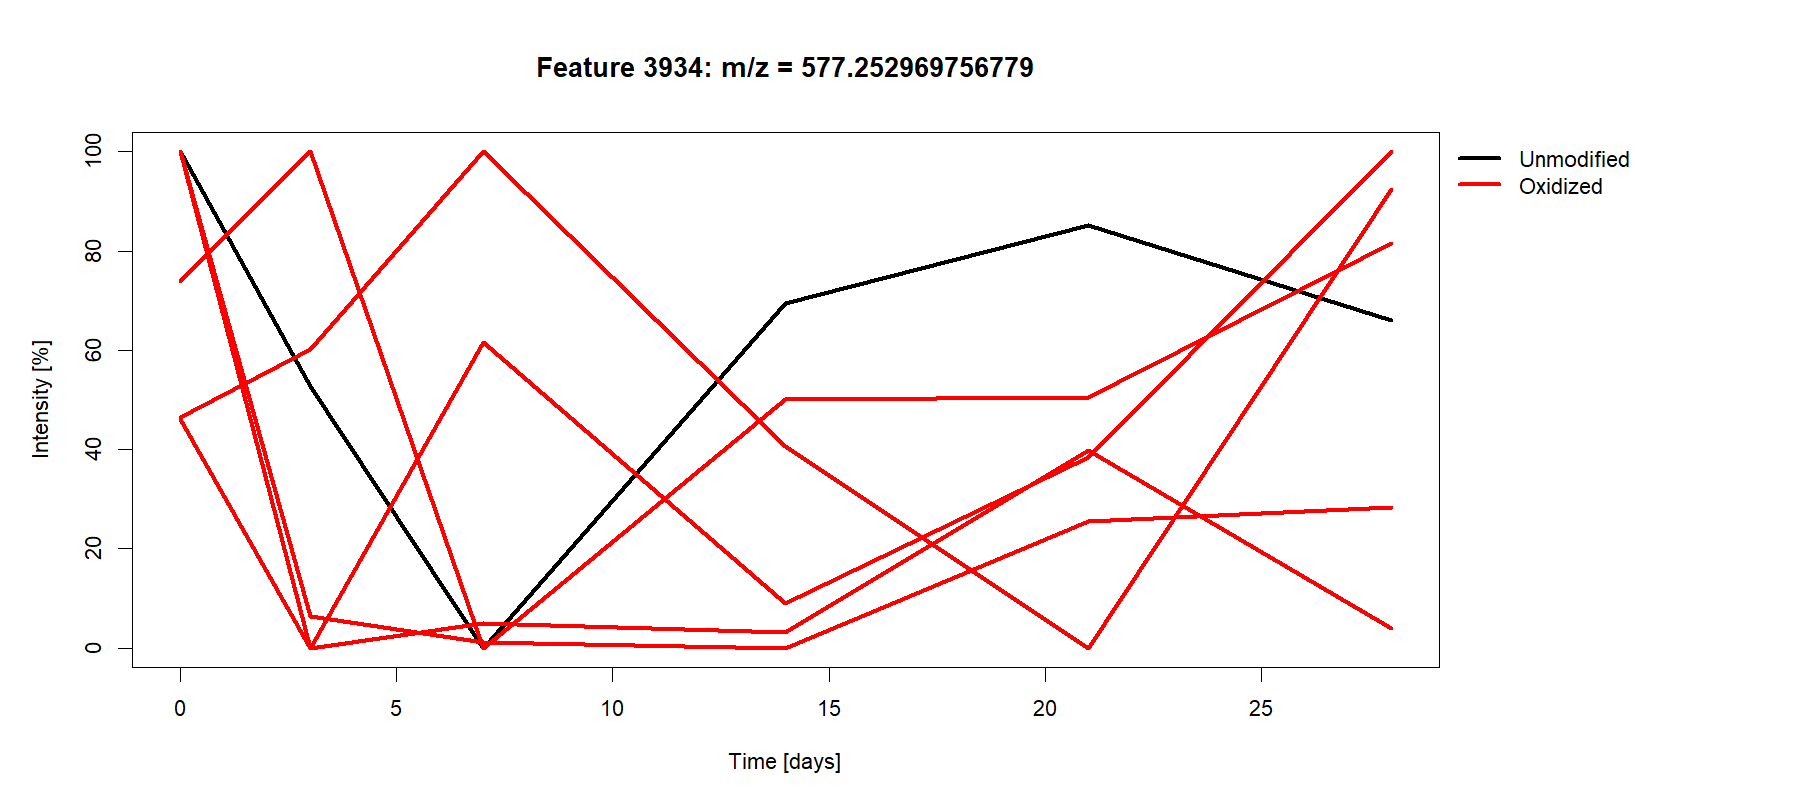 Feature 3934: m/z = 577.252969756779
Unmodified
Oxidized
Intensity [%]
100
80
60
40
20
0
0 5 10 15 20 25
Time [days]